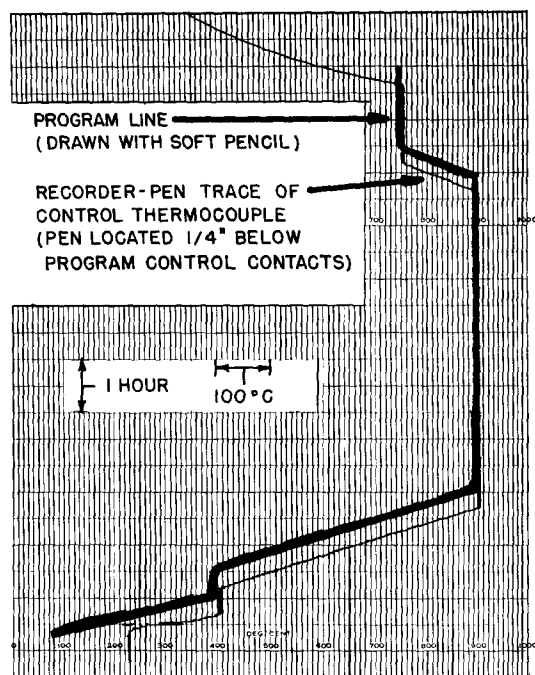 PROGRAM LINE
(DRAWN WITH SOFT PENCIL)
RECORDER-PEN TRACE OF
CONTROL THERMOCOUPLE
(PEN LOCATED 1/4" BELOW
PROGRAM CONTROL CONTACTS)
700 800 900 1000
1 HOUR
100°C
DEG. CENT.
0 100 200 300 400 500 600 700 800 900 1000